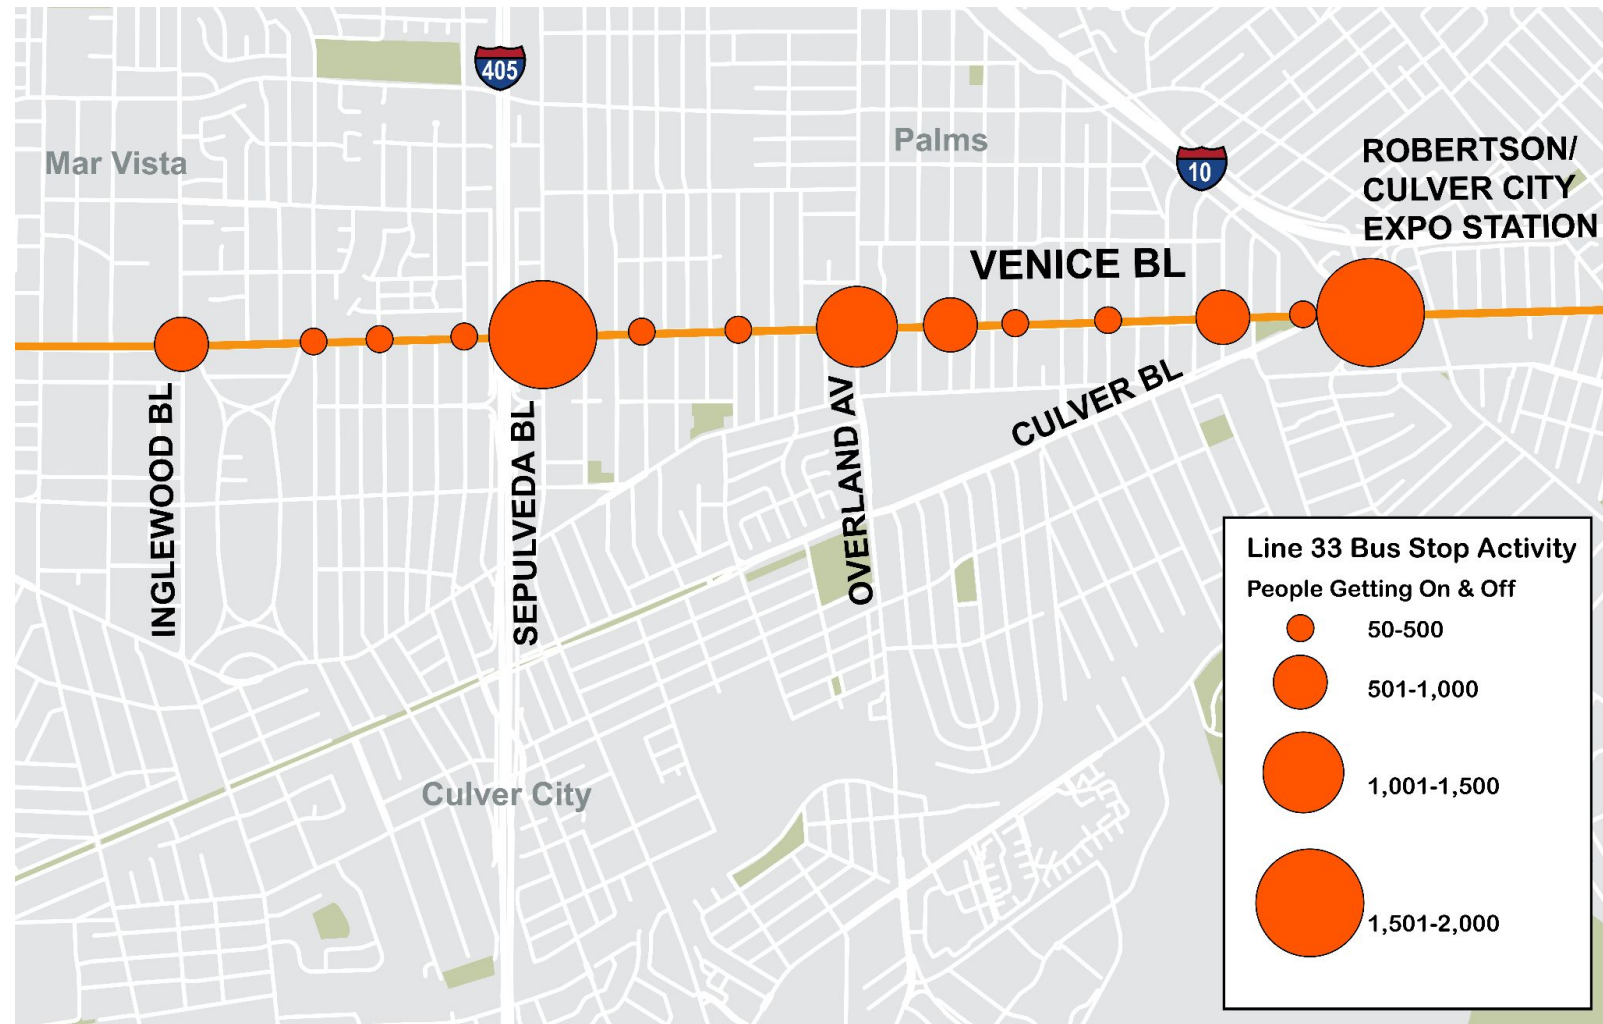 405
Mar Vista
Palms
10
ROBERTSON/
CULVER CITY
EXPO STATION
VENICE BL
INGLEWOOD BL
SEPULVEDA BL
OVERLAND AV
CULVER BL
Culver City
Line 33 Bus Stop Activity
People Getting On & Off
50-500
501-1,000
1,001-1,500
1,501-2,000